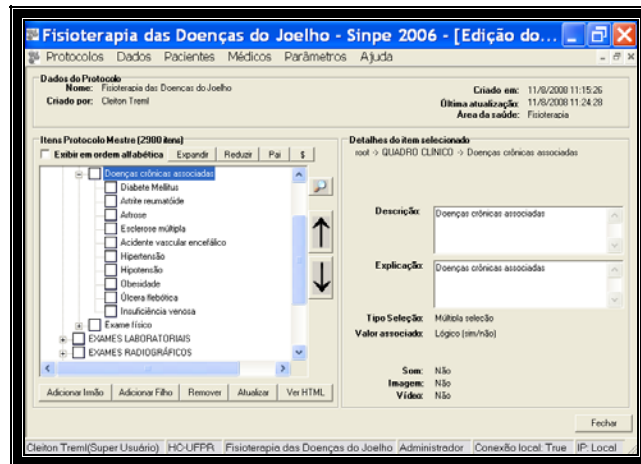 Fisioterapia das Doenças do Joelho - Sinpe 2006 - [Edição do...
Protocolos Dados Pacientes Médicos Parâmetros Ajuda
Dados do Protocolo
Nome: Fisioterapia das Doencas do Joelho
Criado por: Cleiton Treml
Criado em: 11/8/2008 11:15:26
Última atualização: 11/8/2008 11:24:28
Área da saúde: Fisioterapia
Itens Protocolo Mestre (2980 itens)
Exibir em ordem alfabética Expandir Reduzir Pai $
Doenças crônicas associadas
Diabete Mellitus
Artrite reumatóide
Artrose
Esclerose múltipla
Acidente vascular encefálico
Hipertensão
Hipotensão
Obesidade
Úlcera flebótica
Insuficiência venosa
Exame físico
EXAMES LABORATORIAIS
EXAMES RADIOGRÁFICOS
Adicionar Irmão Adicionar Filho Remover Atualizar Ver HTML
Detalhes do item selecionado
root -> QUADRO CLÍNICO -> Doenças crônicas associadas
Descrição: Doenças crônicas associadas
Explicação: Doenças crônicas associadas
Tipo Seleção: Múltipla selecão
Valor associado: Lógico (sim/não)
Som: Não
Imagem: Não
Vídeo: Não
Fechar
Cleiton Treml(Super Usuário) HC-UFPR Fisioterapia das Doenças do Joelho Administrador Conexão local: True IP: Local